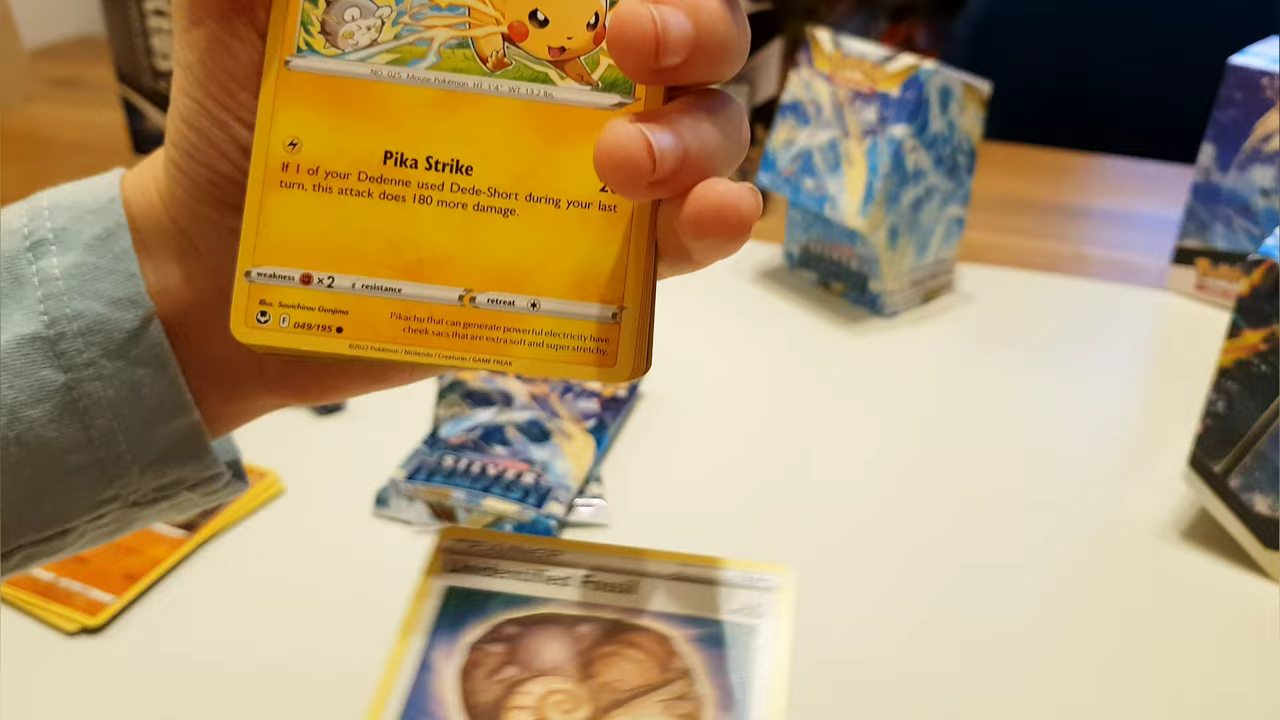 NO. 025 Mouse Pokémon HT: 1'4" WT: 13.2 lbs.
Pika Strike
If 1 of your Dedenne used Dede-Short during your last
turn, this attack does 180 more damage.
weakness ×2 resistance retreat
Illus. Souichirou Gunjima
F 049/195
Pikachu that can generate powerful electricity have
cheek sacs that are extra soft and super stretchy.
©2022 Pokémon / Nintendo / Creatures / GAME FREAK
SILVER
Unidentified Fossil